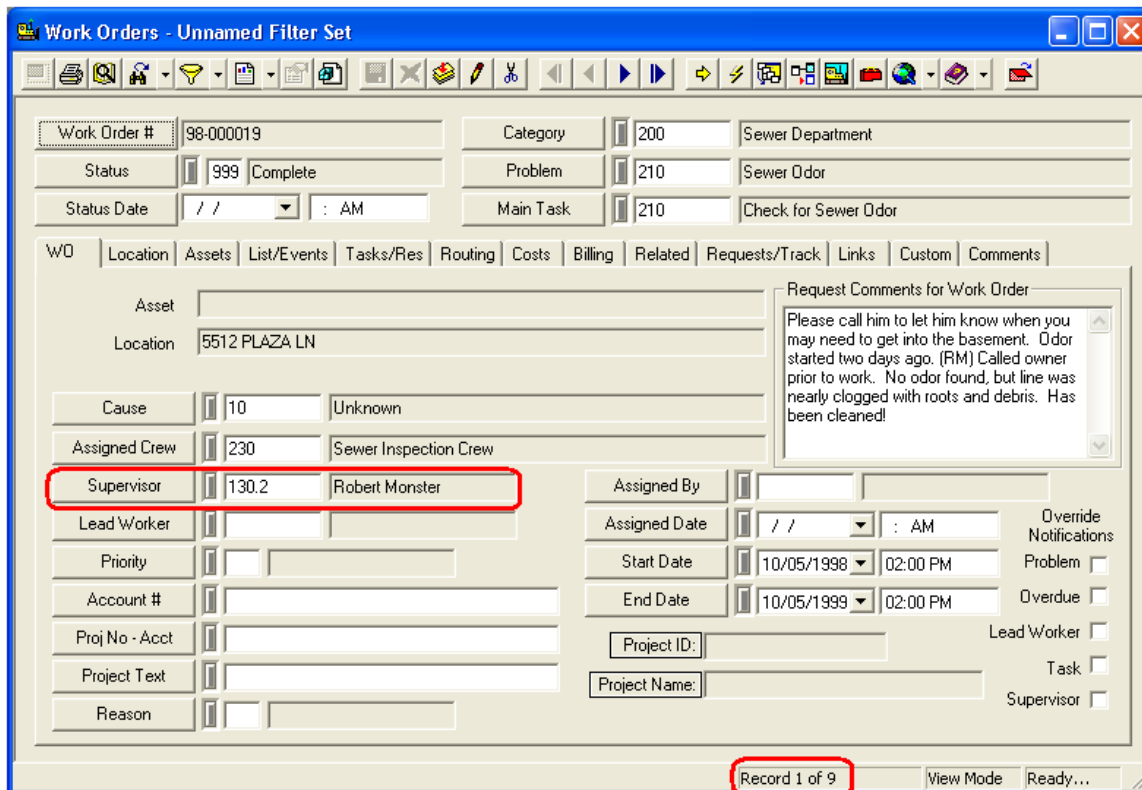 Work Orders - Unnamed Filter Set
Work Order # 98-000019 Category 200 Sewer Department
Status 999 Complete Problem 210 Sewer Odor
Status Date / / : AM Main Task 210 Check for Sewer Odor
WO Location Assets List/Events Tasks/Res Routing Costs Billing Related Requests/Track Links Custom Comments
Asset
Location 5512 PLAZA LN
Request Comments for Work Order
Please call him to let him know when you
may need to get into the basement. Odor
started two days ago. (RM) Called owner
prior to work. No odor found, but line was
nearly clogged with roots and debris. Has
been cleaned!
Cause 10 Unknown
Assigned Crew 230 Sewer Inspection Crew
Supervisor 130.2 Robert Monster
Lead Worker
Priority
Account #
Proj No - Acct
Project Text
Reason
Assigned By
Assigned Date / / : AM
Start Date 10/05/1998 02:00 PM
End Date 10/05/1999 02:00 PM
Project ID:
Project Name:
Override
Notifications
Problem
Overdue
Lead Worker
Task
Supervisor
Record 1 of 9 View Mode Ready...